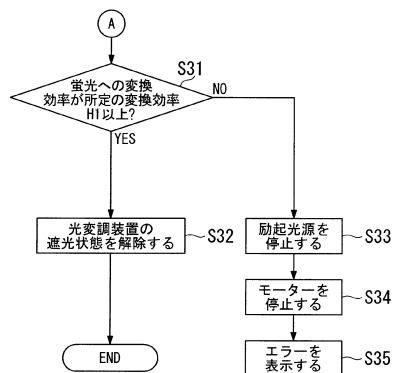 A
S31
蛍光への変換
効率が所定の変換効率
H1以上?
NO
YES
光変調装置の
遮光状態を解除する
S32
励起光源を
停止する
S33
モーターを
停止する
S34
END
エラーを
表示する
S35